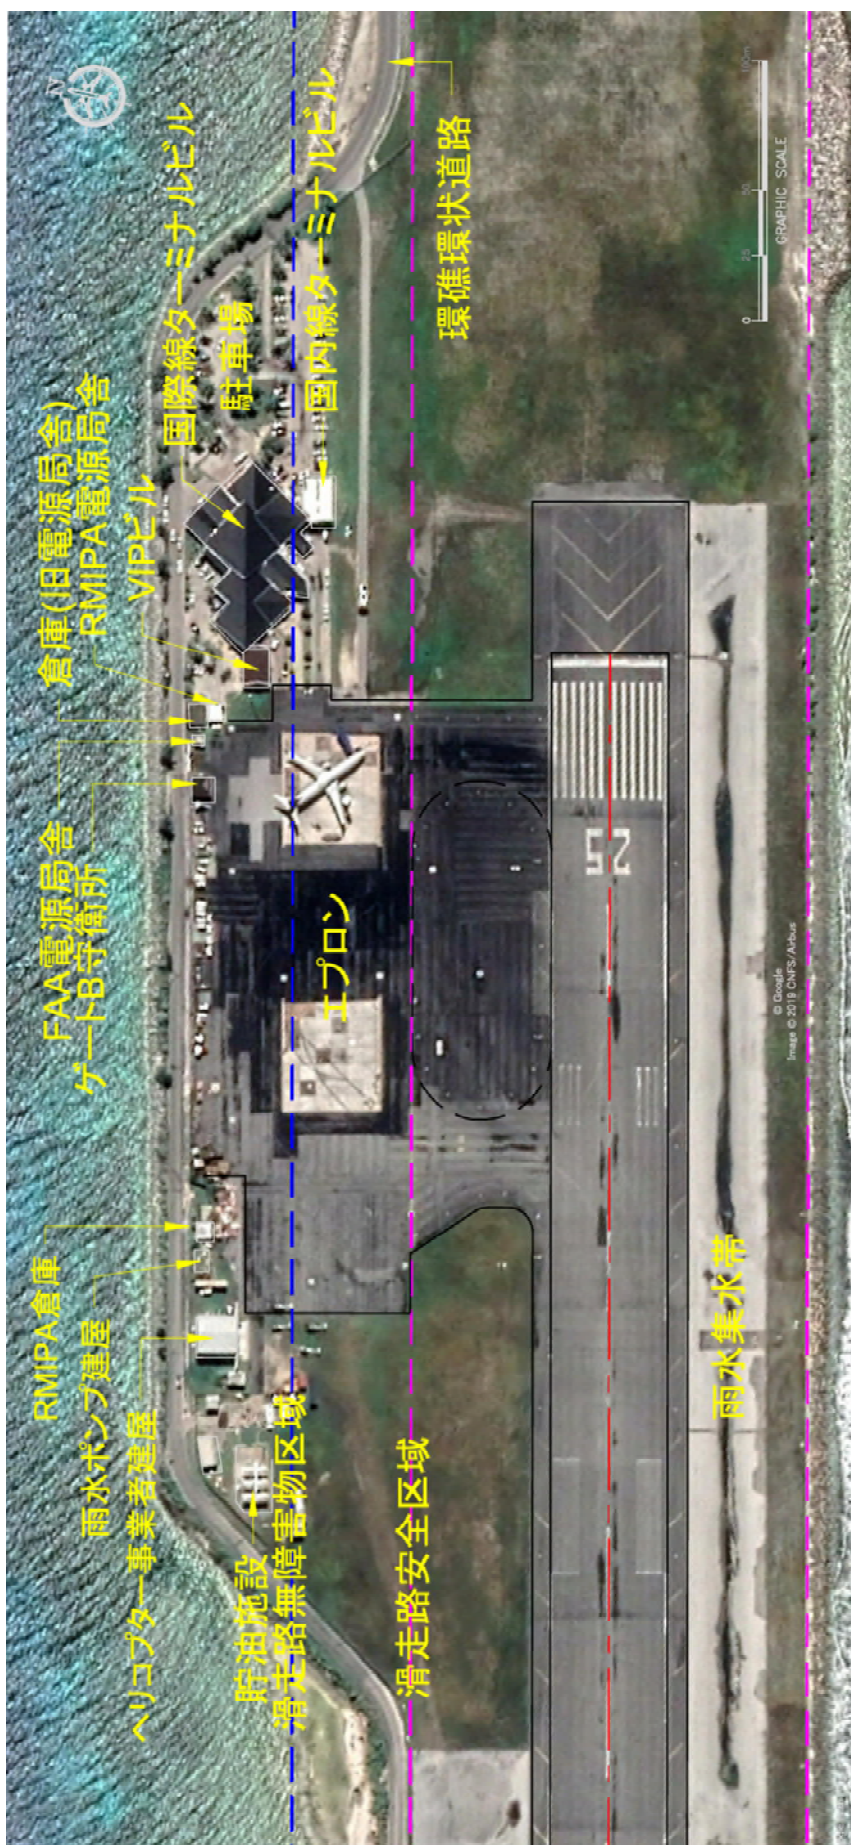 N
国際線ターミナルビル
駐車場
国内線ターミナルビル
環礁環状道路
倉庫(旧電源局舎)
RMIPA電源局舎
VIPビル
FAA電源局舎
ゲートB守衛所
エプロン
RMIPA倉庫
雨水ポンプ建屋
ヘリコプター事業者建屋
貯油施設
滑走路無障害物区域
滑走路安全区域
雨水集水帯
25
0 25 50 100m
GRAPHIC SCALE
© Google
Image © 2019 CNFS/Airbus